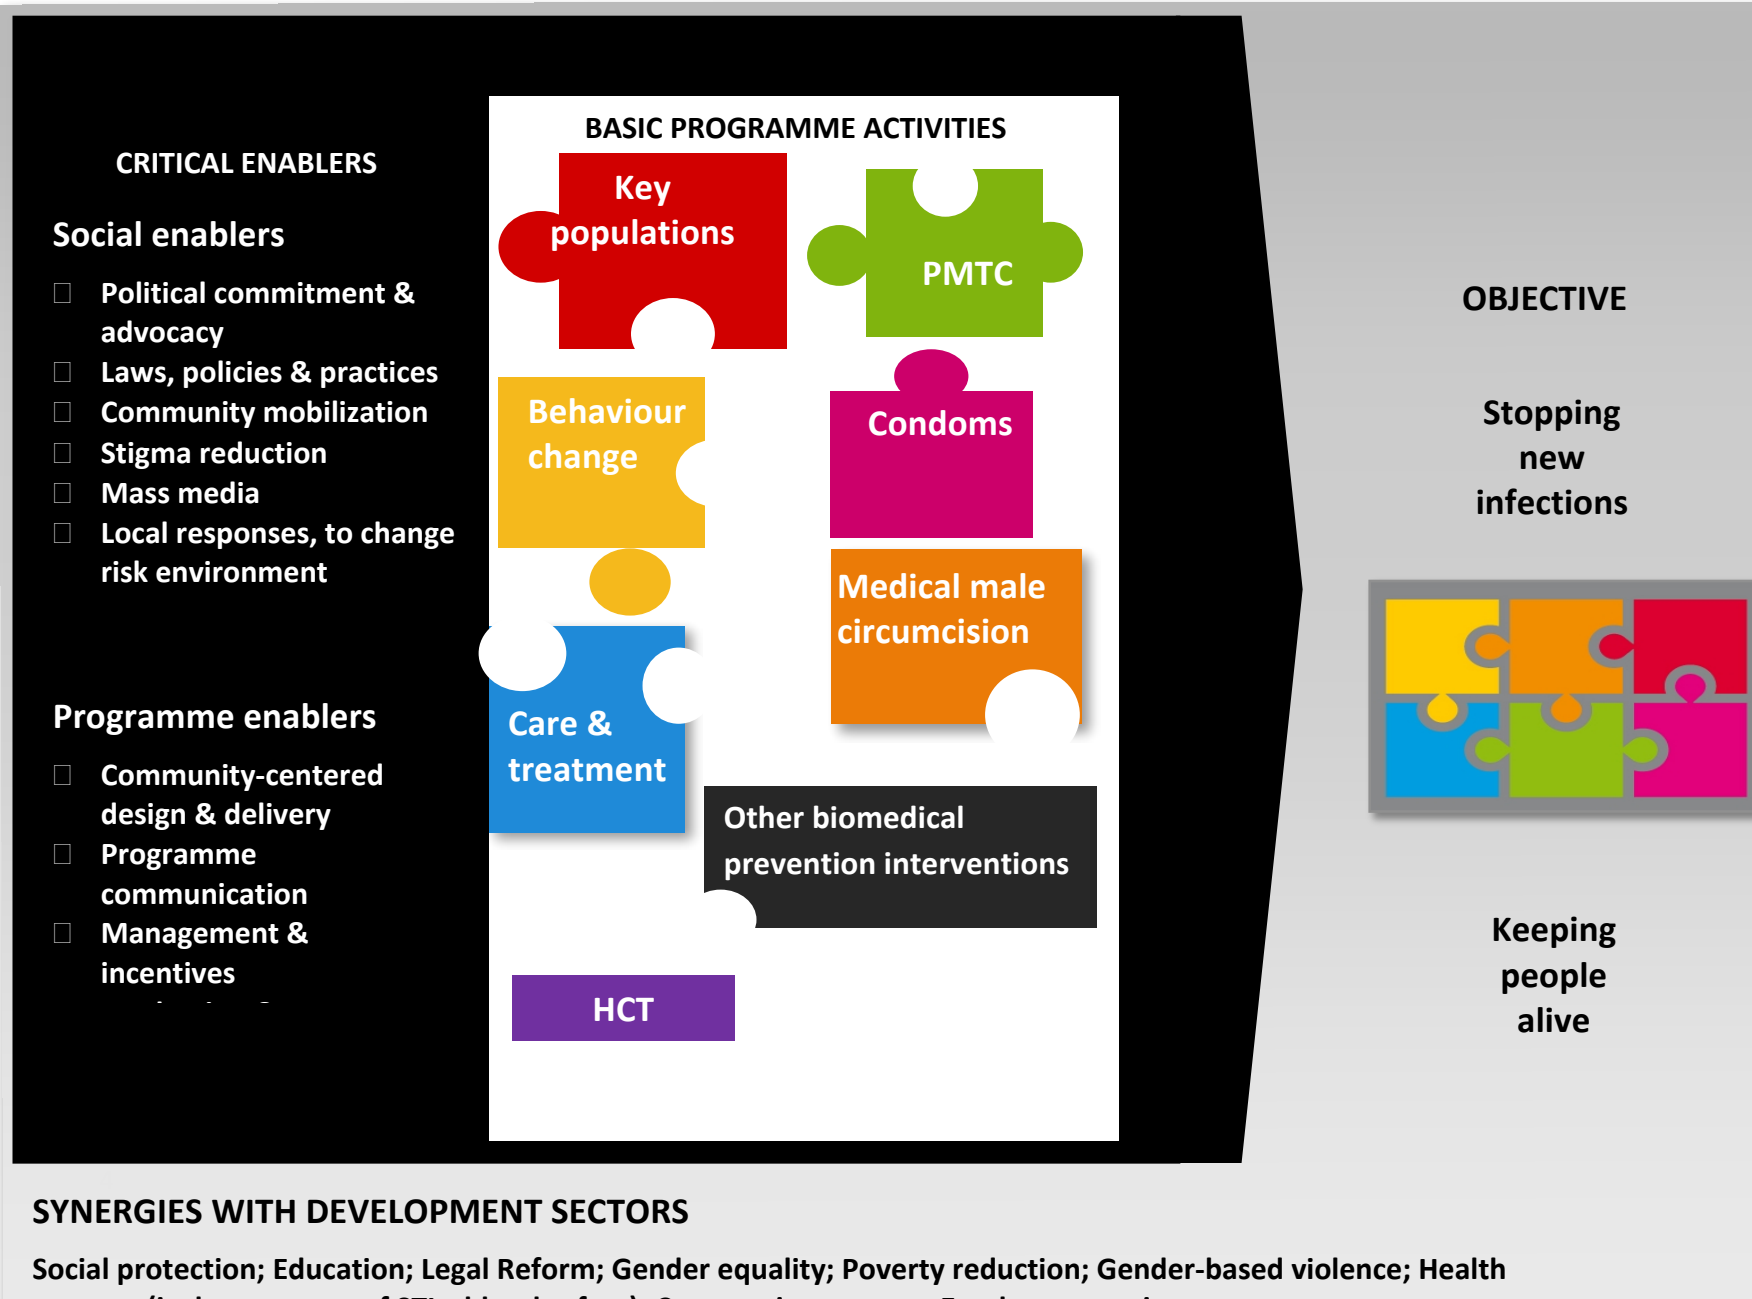 CRITICAL ENABLERS
Social enablers
Political commitment &
advocacy
Laws, policies & practices
Community mobilization
Stigma reduction
Mass media
Local responses, to change
risk environment
Programme enablers
Community-centered
design & delivery
Programme
communication
Management &
incentives
BASIC PROGRAMME ACTIVITIES
Key
populations
PMTC
Behaviour
change
Condoms
Medical male
circumcision
Care &
treatment
Other biomedical
prevention interventions
HCT
OBJECTIVE
Stopping
new
infections
Keeping
people
alive
SYNERGIES WITH DEVELOPMENT SECTORS
Social protection; Education; Legal Reform; Gender equality; Poverty reduction; Gender-based violence; Health